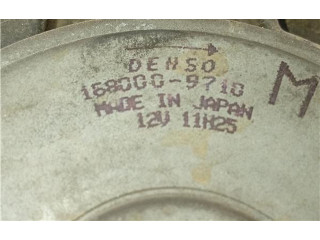 DENSO
168000-9710
MADE IN JAPAN
12V 11H25
M